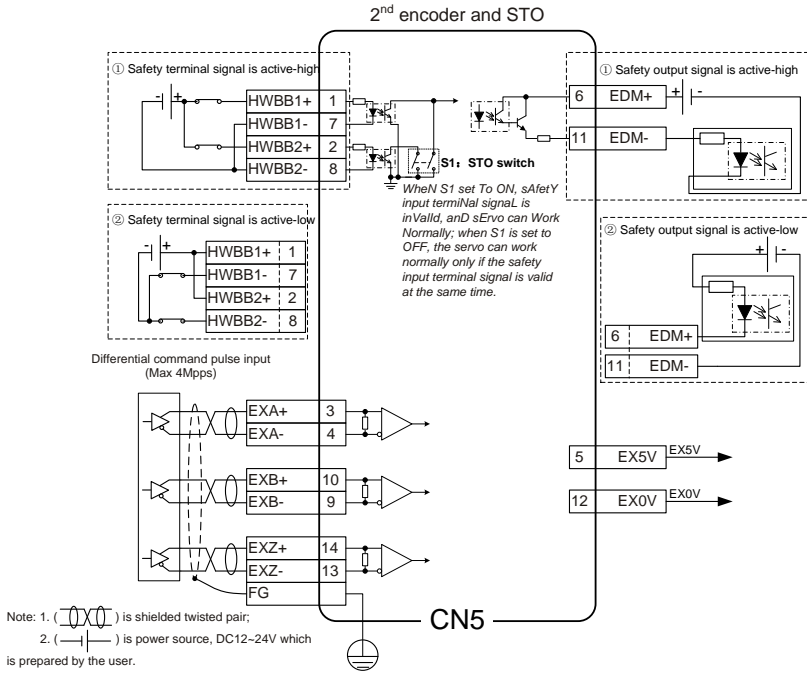 2nd encoder and STO
① Safety terminal signal is active-high
- +
HWBB1+ 1
HWBB1- 7
HWBB2+ 2
HWBB2- 8
S1：STO switch
WheN S1 set To ON, sAfetY
input termiNal signaL is
inValId, anD sErvo can Work
Normally; when S1 is set to
OFF, the servo can work
normally only if the safety
input terminal signal is valid
at the same time.
① Safety output signal is active-high
6 EDM+
+ -
11 EDM-
② Safety terminal signal is active-low
- +
HWBB1+ 1
HWBB1- 7
HWBB2+ 2
HWBB2- 8
② Safety output signal is active-low
+ -
6 EDM+
11 EDM-
Differential command pulse input
(Max 4Mpps)
EXA+ 3
EXA- 4
EXB+ 10
EXB- 9
EXZ+ 14
EXZ- 13
FG
5 EX5V EX5V
12 EX0V EX0V
CN5
Note: 1. ( ) is shielded twisted pair;
2. ( ) is power source, DC12~24V which
is prepared by the user.